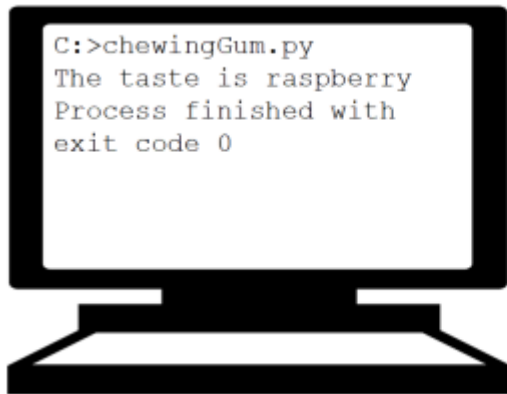 C:>chewingGum.py
The taste is raspberry
Process finished with
exit code 0